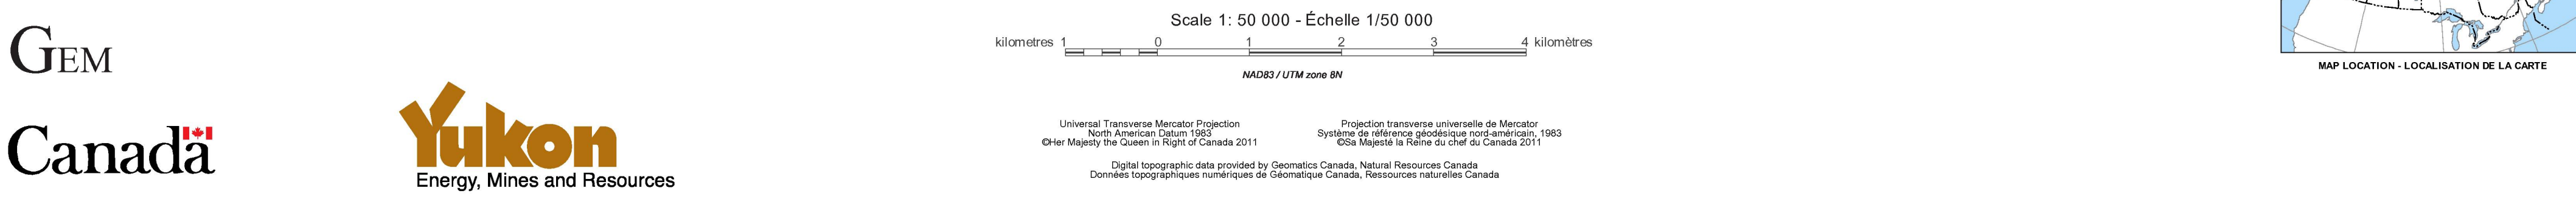 GEM
Canada
Yukon
Energy, Mines and Resources
Scale 1: 50 000 - Échelle 1/50 000
kilometres 1 0 1 2 3 4 kilomètres
NAD83 / UTM zone 8N
Universal Transverse Mercator Projection
North American Datum 1983
©Her Majesty the Queen in Right of Canada 2011
Projection transverse universelle de Mercator
Système de référence géodésique nord-américain, 1983
©Sa Majesté la Reine du chef du Canada 2011
Digital topographic data provided by Geomatics Canada, Natural Resources Canada
Données topographiques numériques de Géomatique Canada, Ressources naturelles Canada
MAP LOCATION - LOCALISATION DE LA CARTE